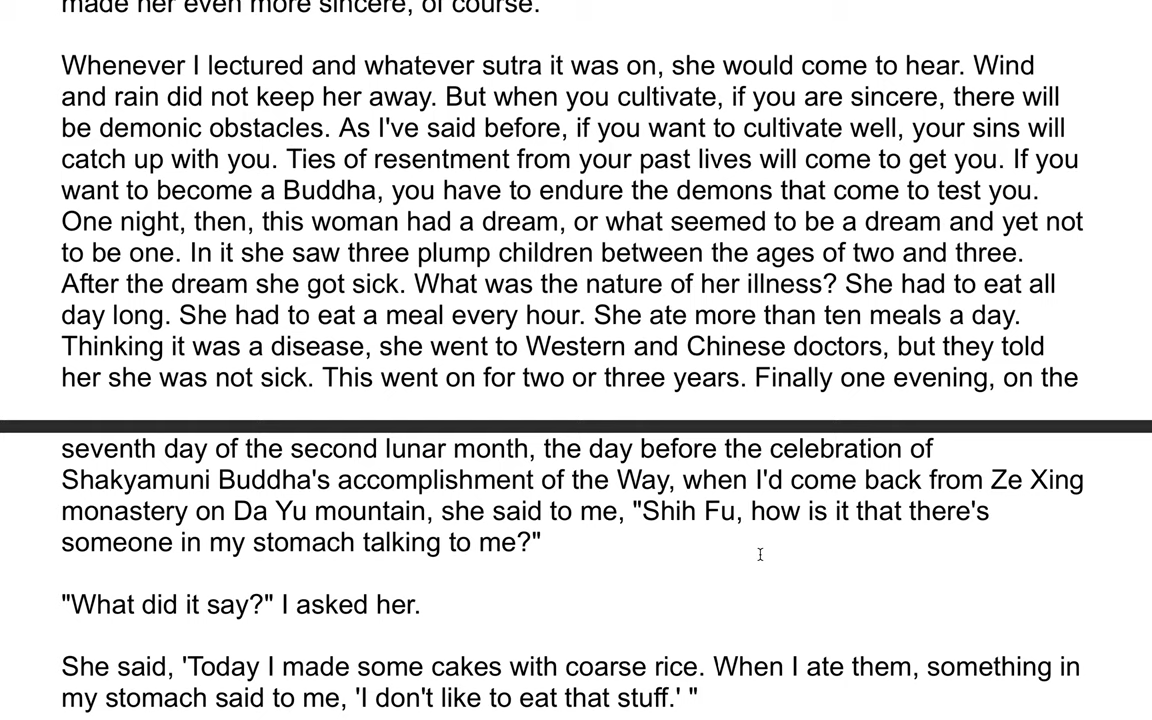 made her even more sincere, of course.
Whenever I lectured and whatever sutra it was on, she would come to hear. Wind
and rain did not keep her away. But when you cultivate, if you are sincere, there will
be demonic obstacles. As I've said before, if you want to cultivate well, your sins will
catch up with you. Ties of resentment from your past lives will come to get you. If you
want to become a Buddha, you have to endure the demons that come to test you.
One night, then, this woman had a dream, or what seemed to be a dream and yet not
to be one. In it she saw three plump children between the ages of two and three.
After the dream she got sick. What was the nature of her illness? She had to eat all
day long. She had to eat a meal every hour. She ate more than ten meals a day.
Thinking it was a disease, she went to Western and Chinese doctors, but they told
her she was not sick. This went on for two or three years. Finally one evening, on the
seventh day of the second lunar month, the day before the celebration of
Shakyamuni Buddha's accomplishment of the Way, when I'd come back from Ze Xing
monastery on Da Yu mountain, she said to me, "Shih Fu, how is it that there's
someone in my stomach talking to me?"
"What did it say?" I asked her.
She said, 'Today I made some cakes with coarse rice. When I ate them, something in
my stomach said to me, 'I don't like to eat that stuff.' "